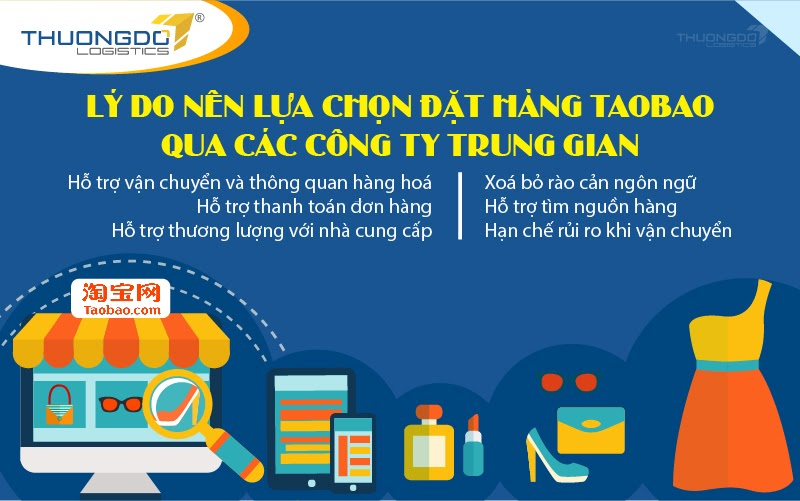 THUONGDO®
LOGISTICS
THUONGDO
LOGISTICS
LÝ DO NÊN LỰA CHỌN ĐẶT HÀNG TAOBAO
QUA CÁC CÔNG TY TRUNG GIAN
Hỗ trợ vận chuyển và thông quan hàng hoá
Hỗ trợ thanh toán đơn hàng
Hỗ trợ thương lượng với nhà cung cấp
Xoá bỏ rào cản ngôn ngữ
Hỗ trợ tìm nguồn hàng
Hạn chế rủi ro khi vận chuyển
淘宝网
Taobao.com